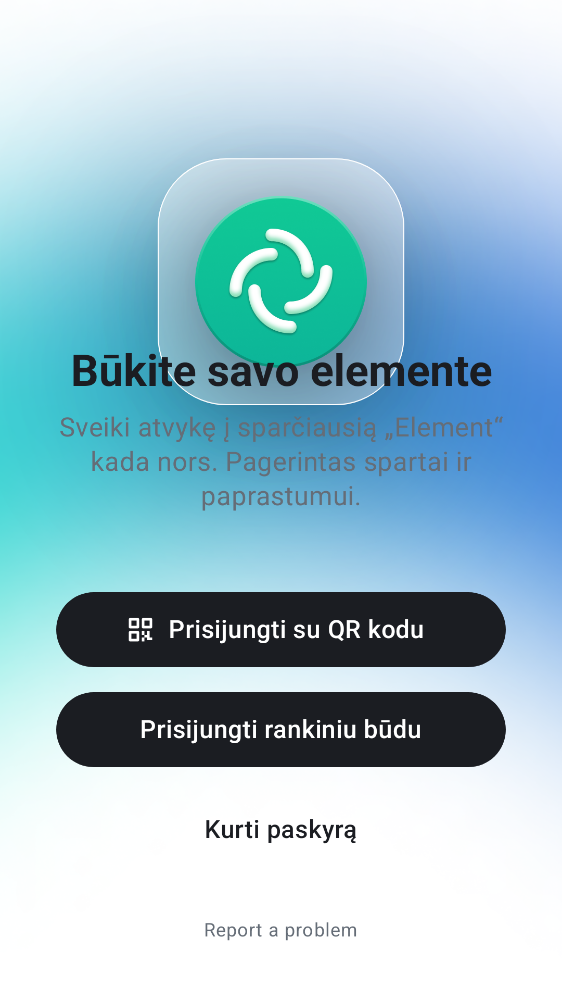 Būkite savo elemente
Sveiki atvykę į sparčiausią „Element“
kada nors. Pagerintas spartai ir
paprastumui.
Prisijungti su QR kodu
Prisijungti rankiniu būdu
Kurti paskyrą
Report a problem